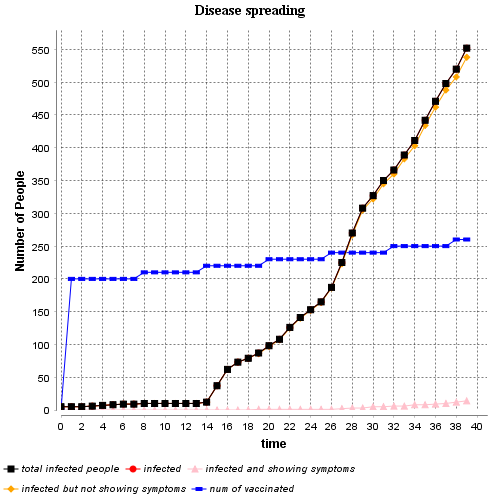 Disease spreading
Number of People
550
500
450
400
350
300
250
200
150
100
50
0
0 2 4 6 8 10 12 14 16 18 20 22 24 26 28 30 32 34 36 38 40
time
total infected people infected infected and showing symptoms
infected but not showing symptoms num of vaccinated